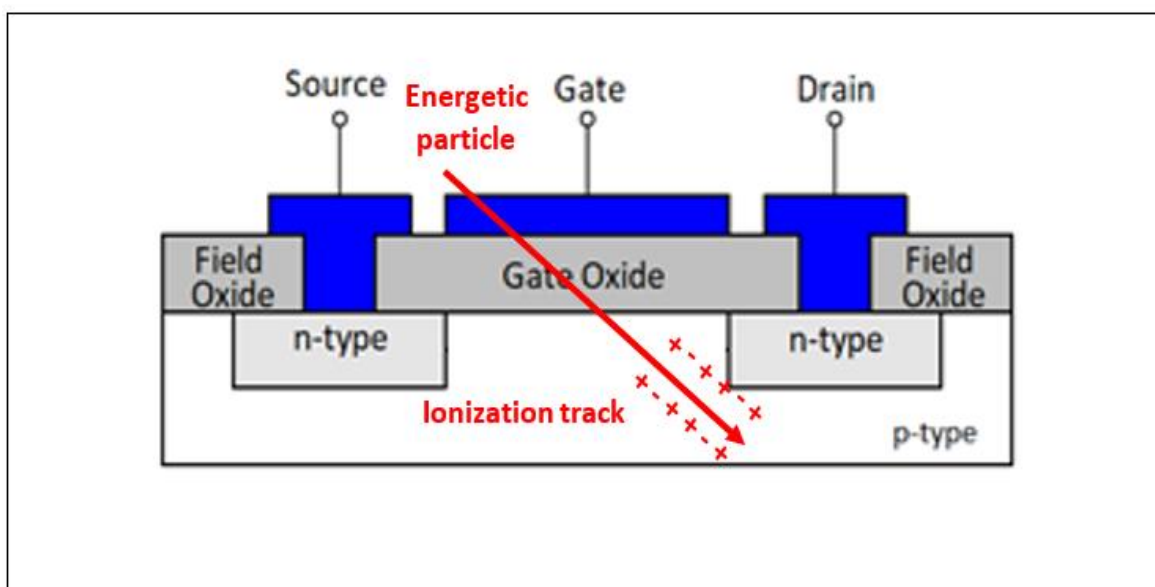 Source
Energetic
particle
Gate
Drain
Field
Oxide
Gate Oxide
Field
Oxide
n-type
n-type
Ionization track
p-type